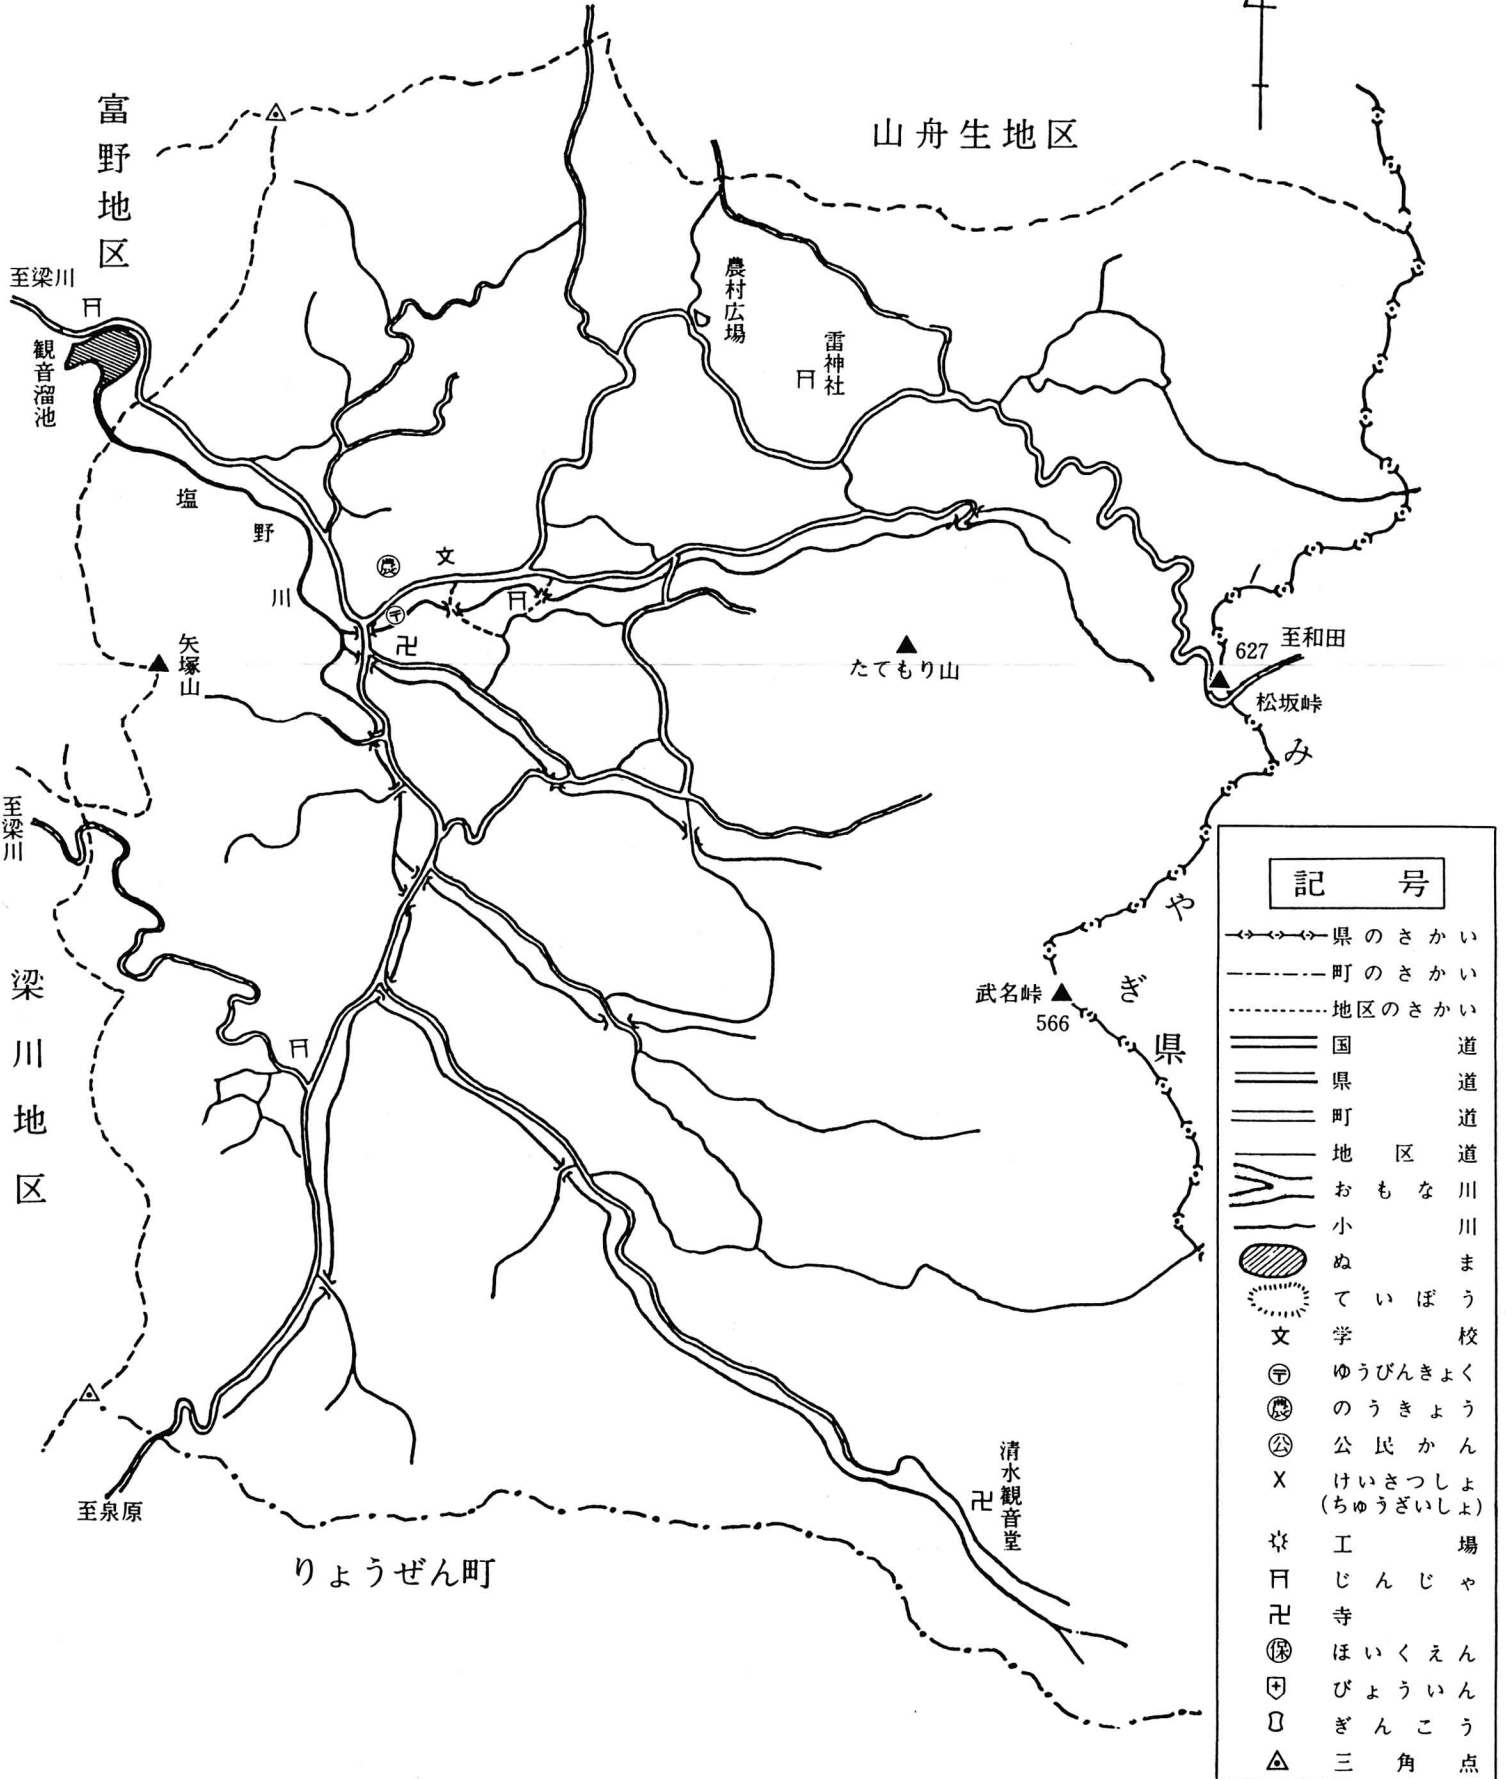 山舟生地区
富野地区
至梁川
観音溜池
農村広場
雷神社
塩野川
農
文
〒
卍
矢塚山
たてもり山
627
至和田
松坂峠
みやぎ県
至梁川
梁川地区
武名峠
566
至泉原
りょうぜん町
清水観音堂
卍
記号
県のさかい
町のさかい
地区のさかい
国道
県道
町道
地区道
おもな川
小川
ぬま
ていぼう
文 学校
〒 ゆうびんきょく
農 のうきょう
公 公民かん
X けいさつしょ
(ちゅうざいしょ)
工場
じんじゃ
卍 寺
保 ほいくえん
びょういん
ぎんこう
三角点